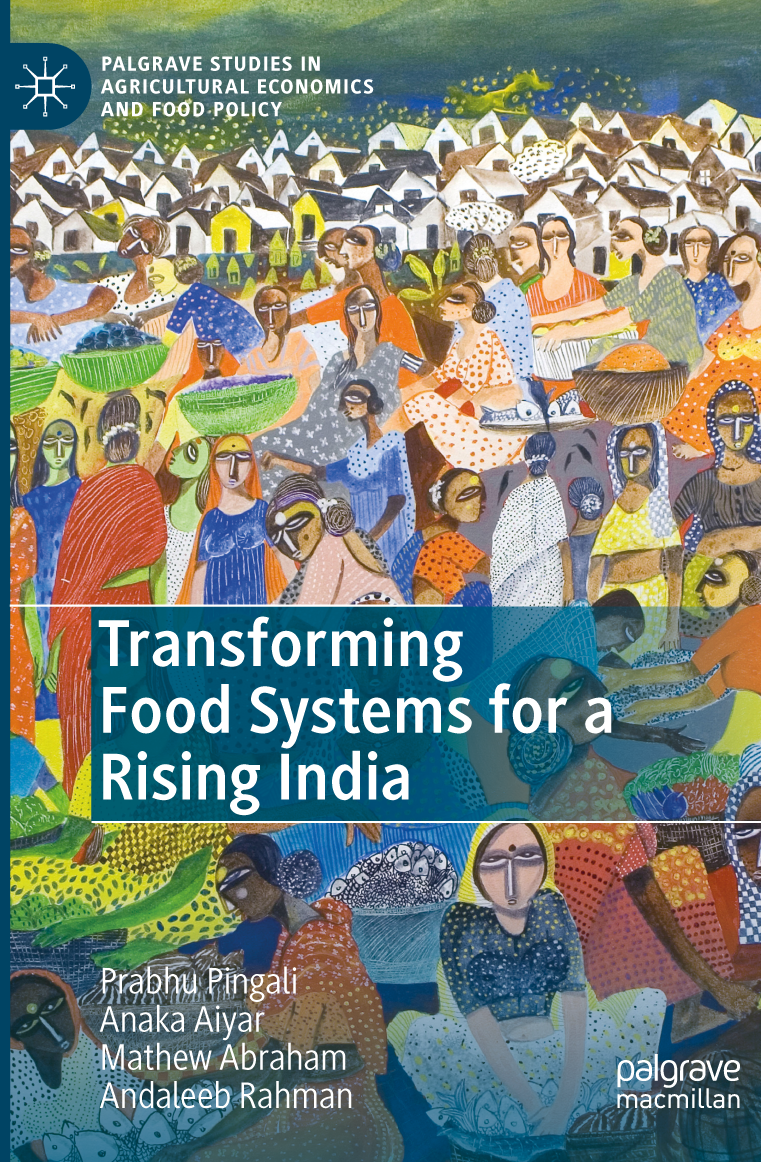 PALGRAVE STUDIES IN
AGRICULTURAL ECONOMICS
AND FOOD POLICY
Transforming
Food Systems for a
Rising India
Prabhu Pingali
Anaka Aiyar
Mathew Abraham
Andaleeb Rahman
palgrave
macmillan